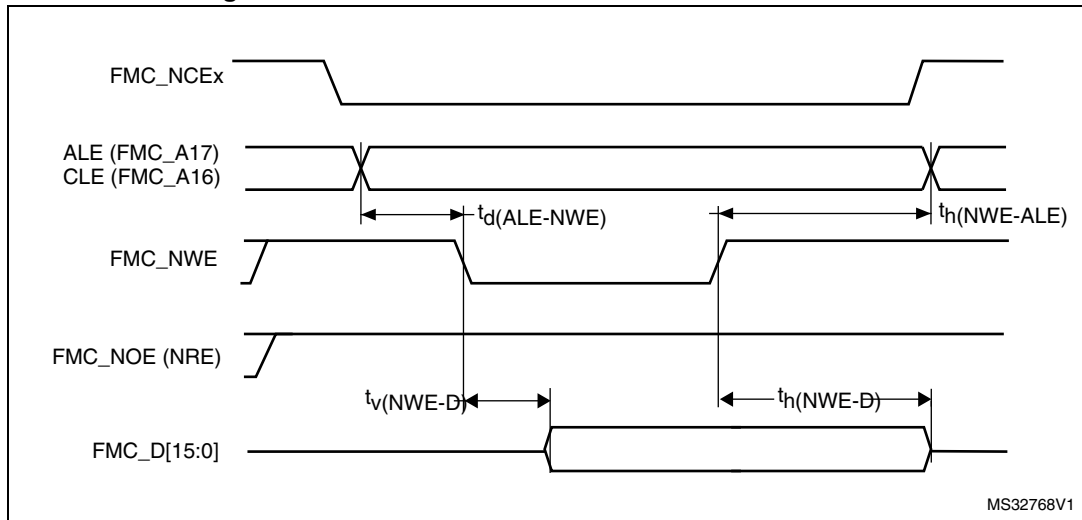 FMC_NCEx
ALE (FMC_A17)
CLE (FMC_A16)
td(ALE-NWE)
th(NWE-ALE)
FMC_NWE
FMC_NOE (NRE)
tv(NWE-D)
th(NWE-D)
FMC_D[15:0]
MS32768V1